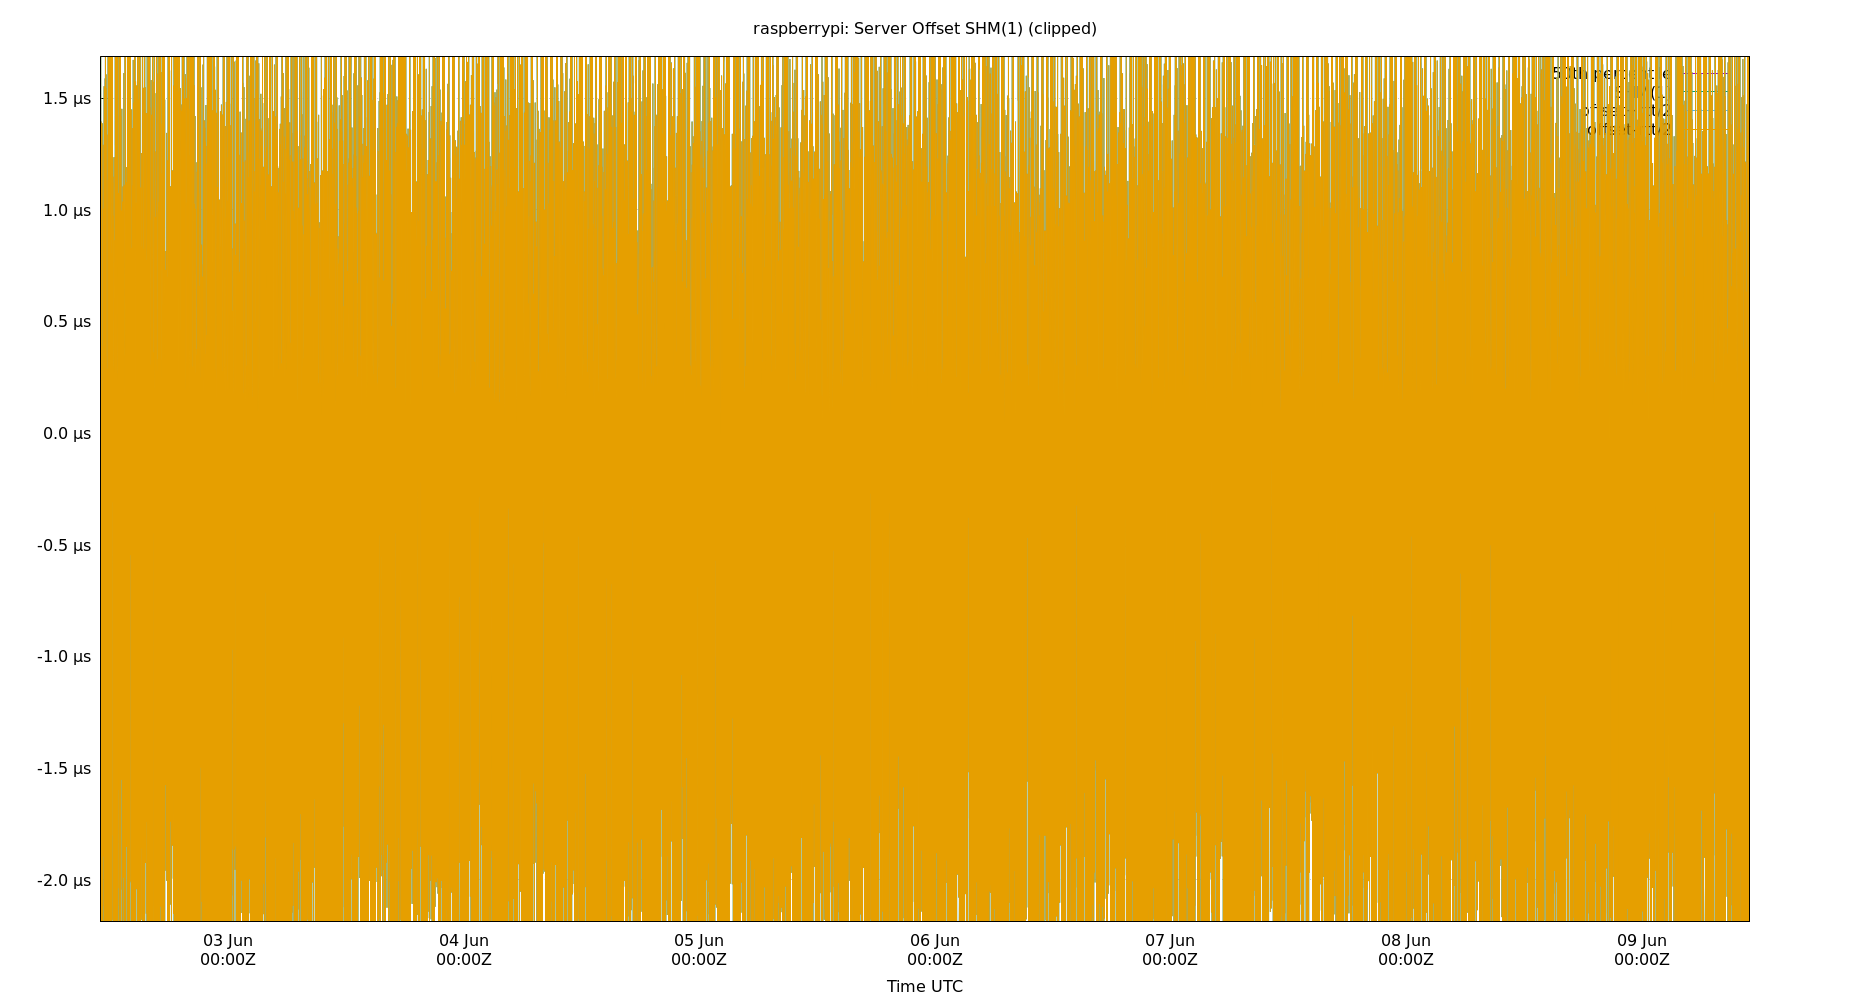 raspberrypi: Server Offset SHM(1) (clipped)
1.5 µs
1.0 µs
0.5 µs
0.0 µs
-0.5 µs
-1.0 µs
-1.5 µs
-2.0 µs
03 Jun 04 Jun 05 Jun 06 Jun 07 Jun 08 Jun 09 Jun
00:00Z 00:00Z 00:00Z 00:00Z 00:00Z 00:00Z 00:00Z
Time UTC